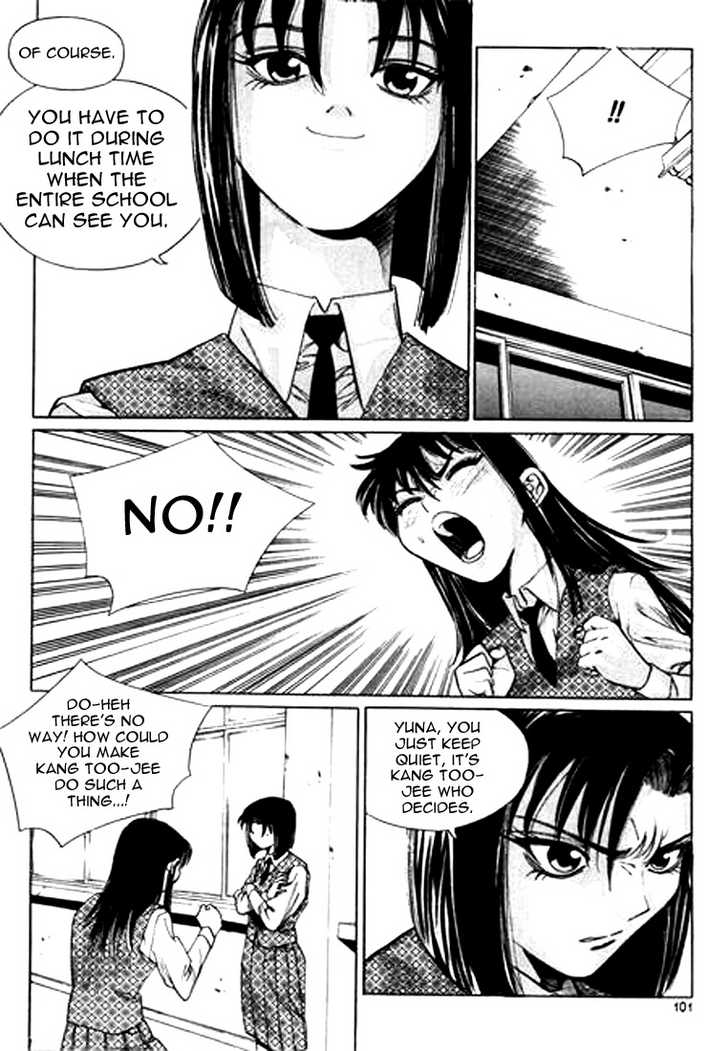 OF COURSE.
YOU HAVE TO
DO IT DURING
LUNCH TIME
WHEN THE
ENTIRE SCHOOL
CAN SEE YOU.
!!
NO!!
DO-HEH
THERE'S NO
WAY! HOW COULD
YOU MAKE
KANG TOO-JEE
DO SUCH A
THING...!
YUNA, YOU
JUST KEEP
QUIET, IT'S
KANG TOO-
JEE WHO
DECIDES.
101